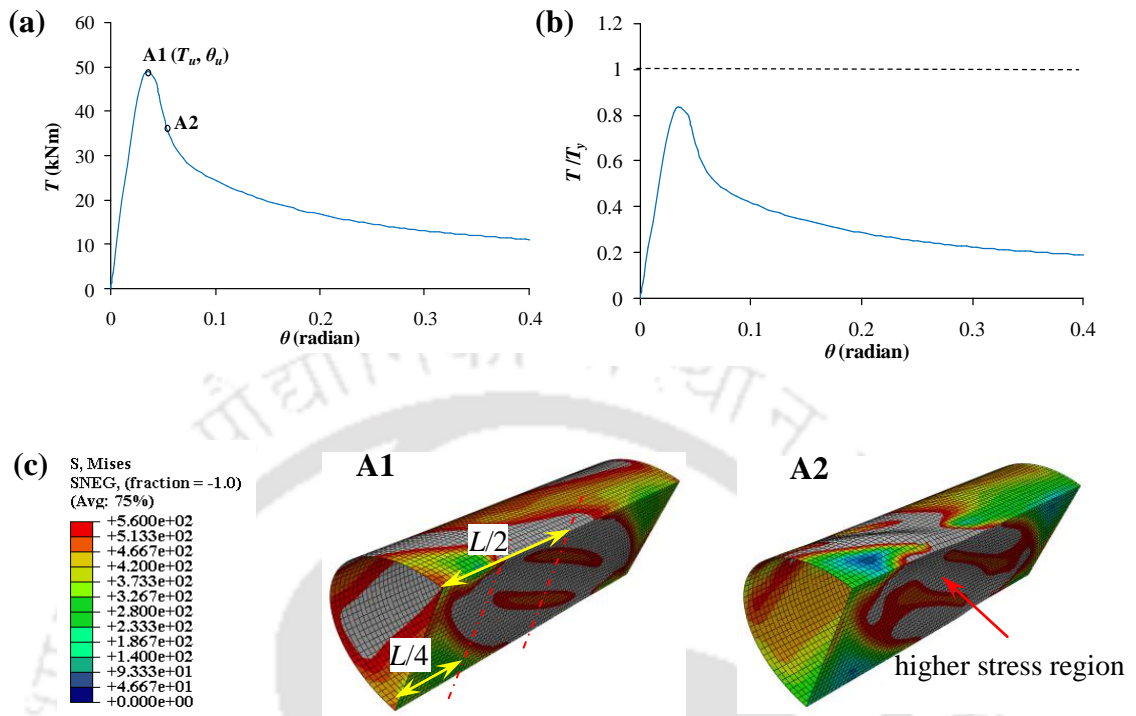 (a)
60
50
40
30
20
10
0
T (kNm)
A1 (T_u, θ_u)
A2
0 0.1 0.2 0.3 0.4
θ (radian)
(b)
1.2
1
0.8
0.6
0.4
0.2
0
T /T_y
0 0.1 0.2 0.3 0.4
θ (radian)
(c)
S, Mises
SNEG, (fraction = -1.0)
(Avg: 75%)
+5.600e+02
+5.133e+02
+4.667e+02
+4.200e+02
+3.733e+02
+3.267e+02
+2.800e+02
+2.333e+02
+1.867e+02
+1.400e+02
+9.333e+01
+4.667e+01
+0.000e+00
A1
L/2
L/4
A2
higher stress region